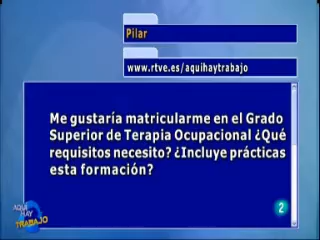 Pilar
www.rtve.es/aquihaytrabajo
Me gustaría matricularme en el Grado
Superior de Terapia Ocupacional ¿Qué
requisitos necesito? ¿Incluye prácticas
esta formación?
AQUÍ
HAY
TRABAJO
2